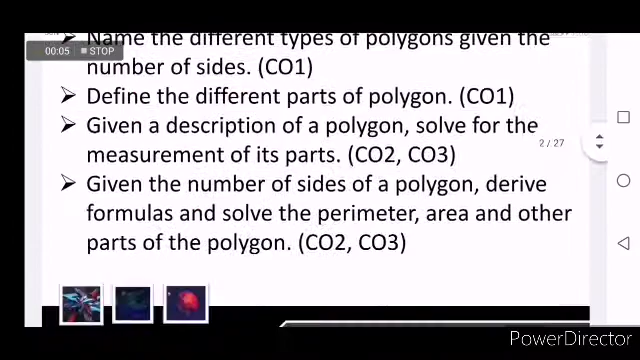 00:05 STOP
➤ Name the different types of polygons given the
number of sides. (CO1)
➤ Define the different parts of polygon. (CO1)
➤ Given a description of a polygon, solve for the
2/27
measurement of its parts. (CO2, CO3)
➤ Given the number of sides of a polygon, derive
formulas and solve the perimeter, area and other
parts of the polygon. (CO2, CO3)
PowerDirector